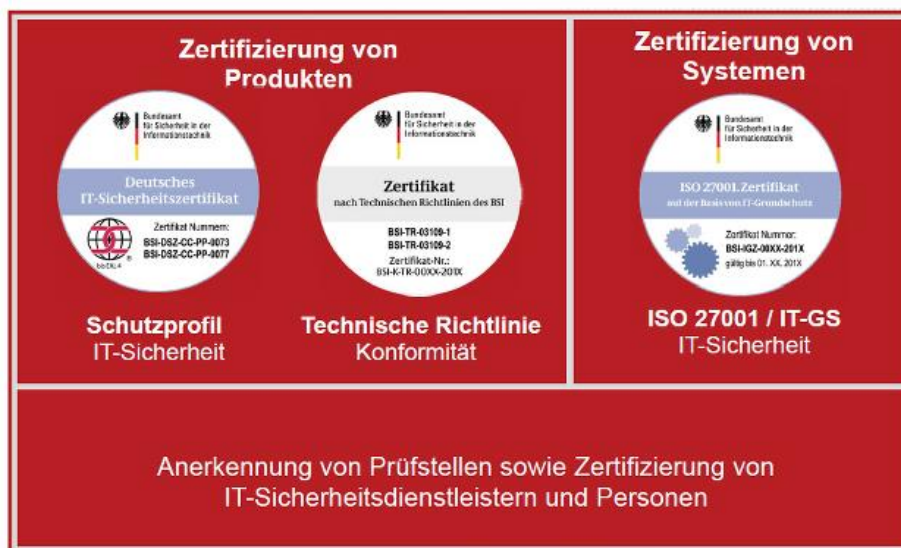 Zertifizierung von
Produkten
Bundesamt
für Sicherheit in der
Informationstechnik
Deutsches
IT-Sicherheitszertifikat
Zertifikat Nummern:
BSI-DSZ-CC-PP-0073
BSI-DSZ-CC-PP-0077
bis EAL 4
Schutzprofil
IT-Sicherheit
Bundesamt
für Sicherheit in der
Informationstechnik
Zertifikat
nach Technischen Richtlinien des BSI
BSI-TR-03109-1
BSI-TR-03109-2
Zertifikat-Nr.:
BSI-K-TR-00XX-201X
Technische Richtlinie
Konformität
Zertifizierung von
Systemen
Bundesamt
für Sicherheit in der
Informationstechnik
ISO 27001.Zertifikat
auf der Basis von IT-Grundschutz
Zertifikat Nummer:
BSI-IGZ-00XX-201X
gültig bis 01. XX. 201X
ISO 27001 / IT-GS
IT-Sicherheit
Anerkennung von Prüfstellen sowie Zertifizierung von
IT-Sicherheitsdienstleistern und Personen